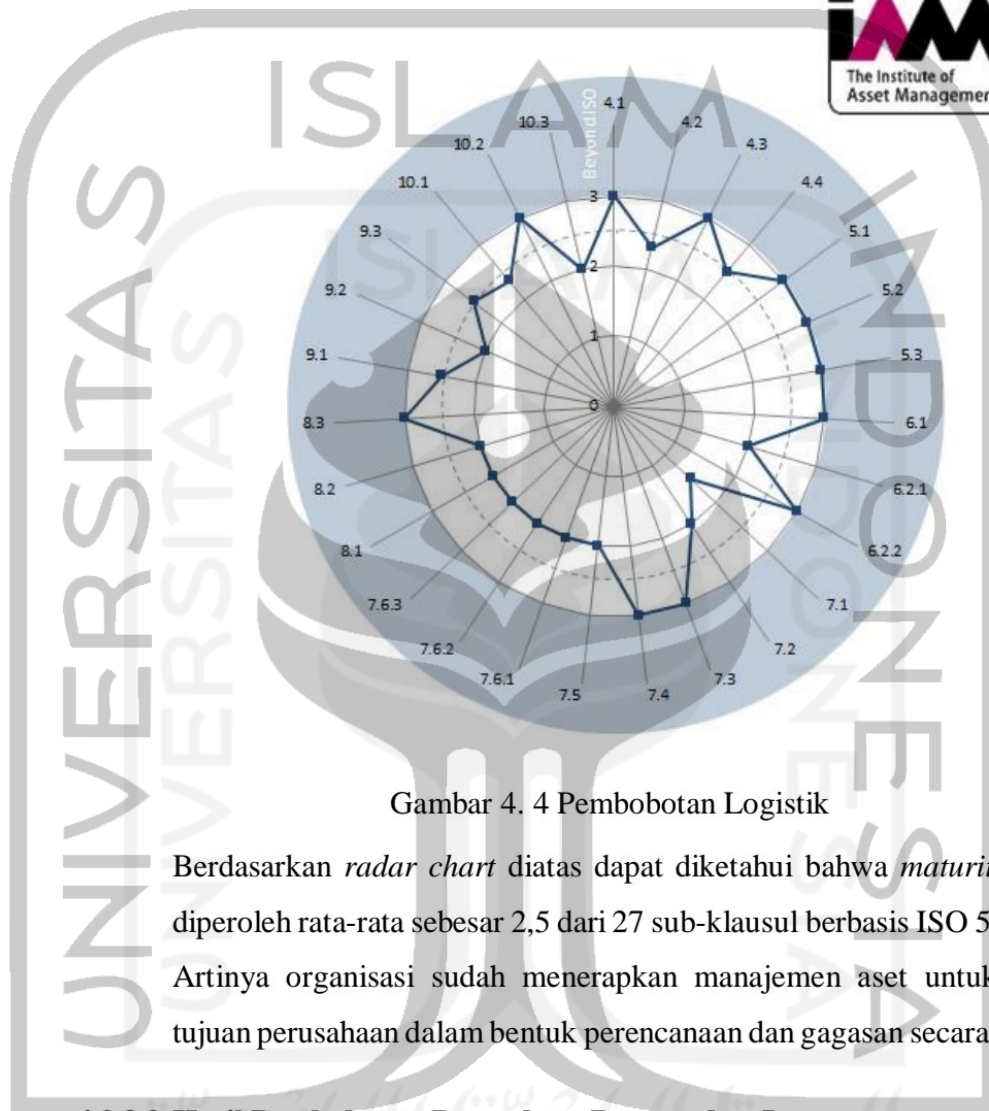 The Institute of
Asset Managemen
ISLAM
UNIVERSITAS
INDONESIA
Beyond ISO
4.1
4.2
4.3
4.4
5.1
5.2
5.3
6.1
6.2.1
6.2.2
7.1
7.2
7.3
7.4
7.5
7.6.1
7.6.2
7.6.3
8.1
8.2
8.3
9.1
9.2
9.3
10.1
10.2
10.3
3
2
1
0
Gambar 4. 4 Pembobotan Logistik
Berdasarkan radar chart diatas dapat diketahui bahwa maturi
diperoleh rata-rata sebesar 2,5 dari 27 sub-klausul berbasis ISO 5
Artinya organisasi sudah menerapkan manajemen aset untuk
tujuan perusahaan dalam bentuk perencanaan dan gagasan secara